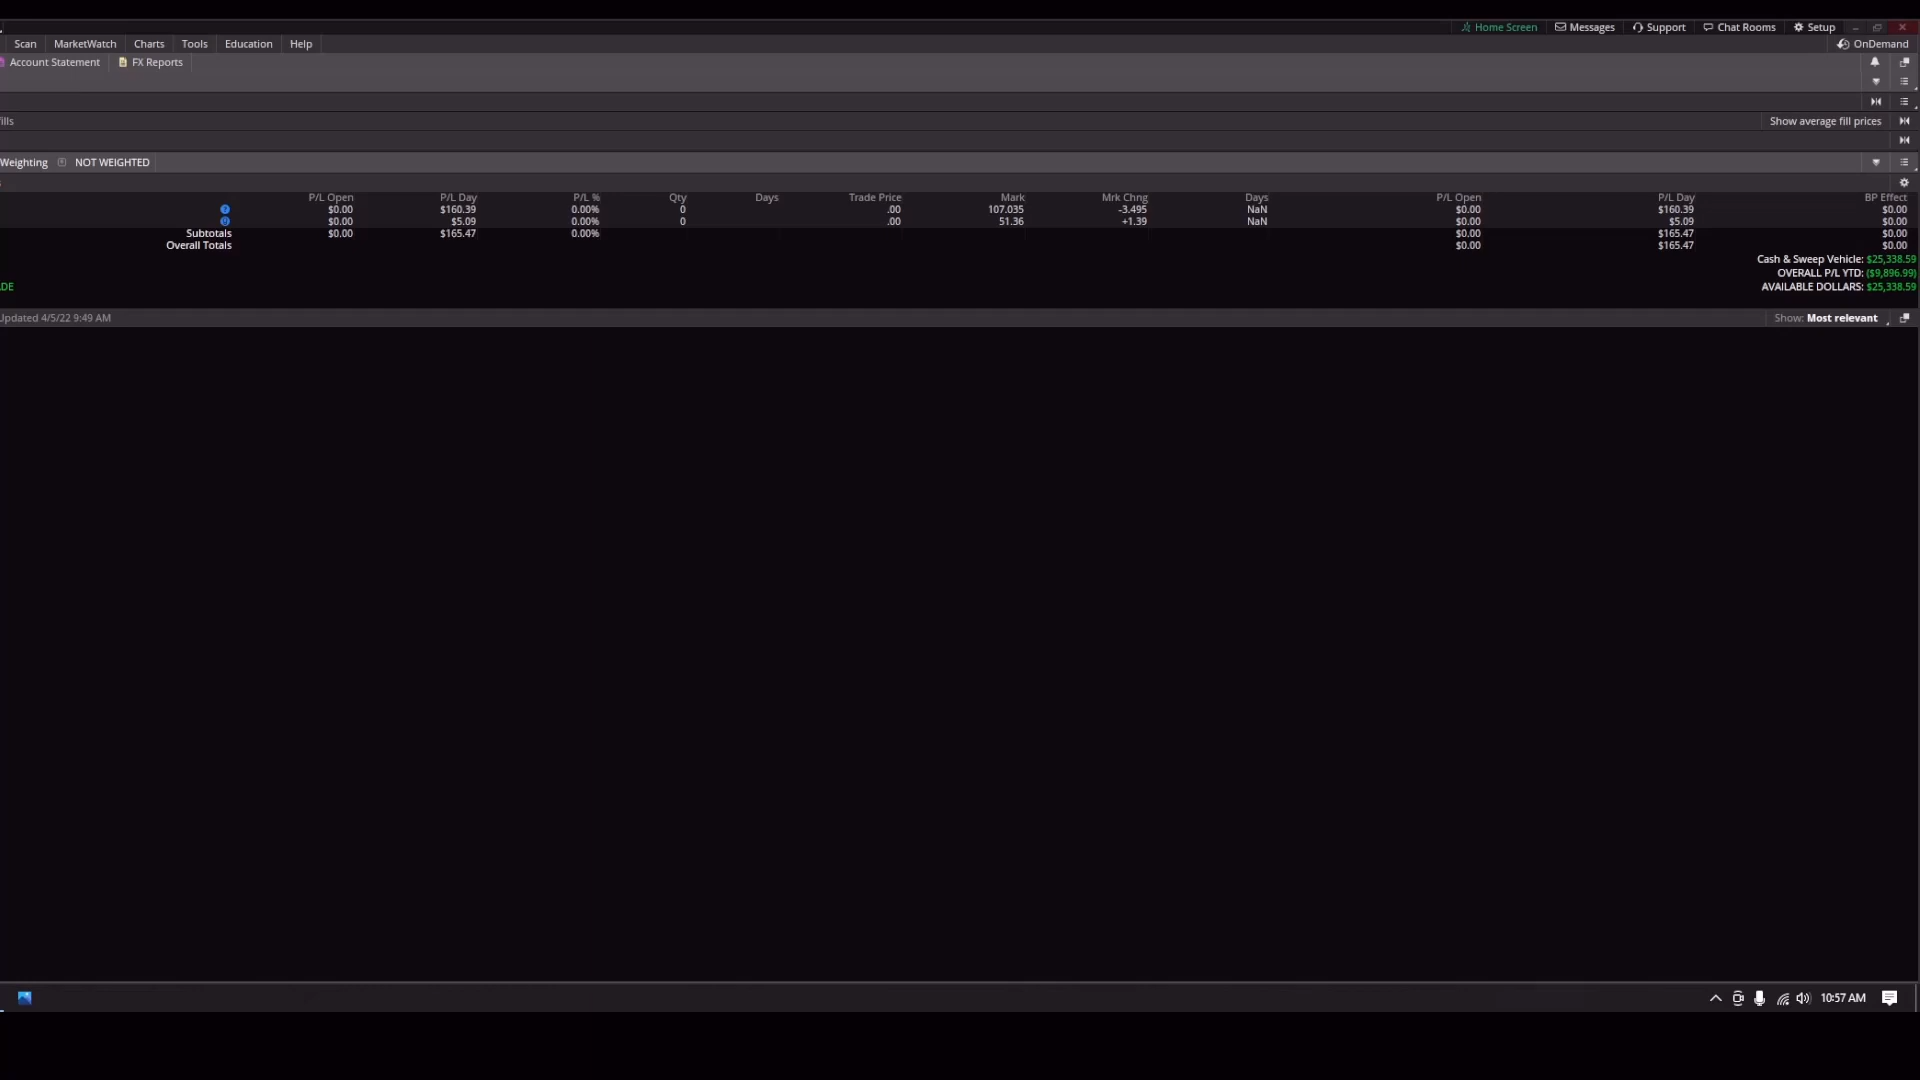 Home Screen Messages Support Chat Rooms Setup
Scan MarketWatch Charts Tools Education Help OnDemand
Account Statement FX Reports
ills Show average fill prices
Weighting NOT WEIGHTED
P/L Open P/L Day P/L % Qty Days Trade Price Mark Mrk Chng Days P/L Open P/L Day BP Effect
$0.00 $160.39 0.00% 0 .00 107.035 -3.495 NaN $0.00 $160.39 $0.00
$0.00 $5.09 0.00% 0 .00 51.36 +1.39 NaN $0.00 $5.09 $0.00
Subtotals $0.00 $165.47 0.00% $0.00 $165.47 $0.00
Overall Totals $0.00 $165.47 $0.00
Cash & Sweep Vehicle: $25,338.59
OVERALL P/L YTD: ($9,896.99)
ADE AVAILABLE DOLLARS: $25,338.59
Updated 4/5/22 9:49 AM Show: Most relevant
10:57 AM